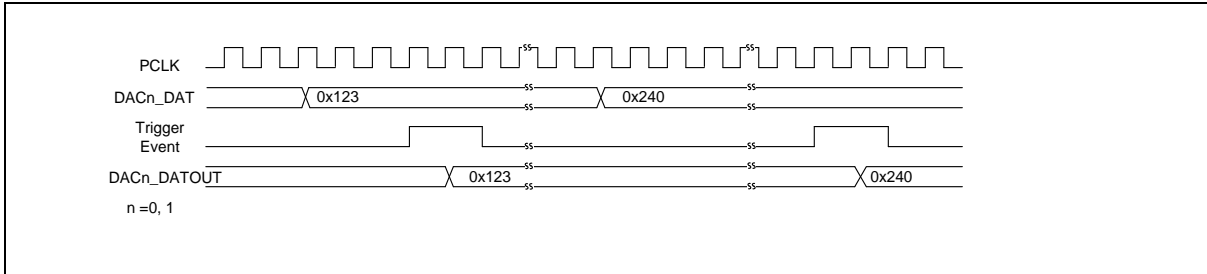 PCLK
DACn_DAT 0x123 0x240
Trigger
Event
DACn_DATOUT 0x123 0x240
n =0, 1